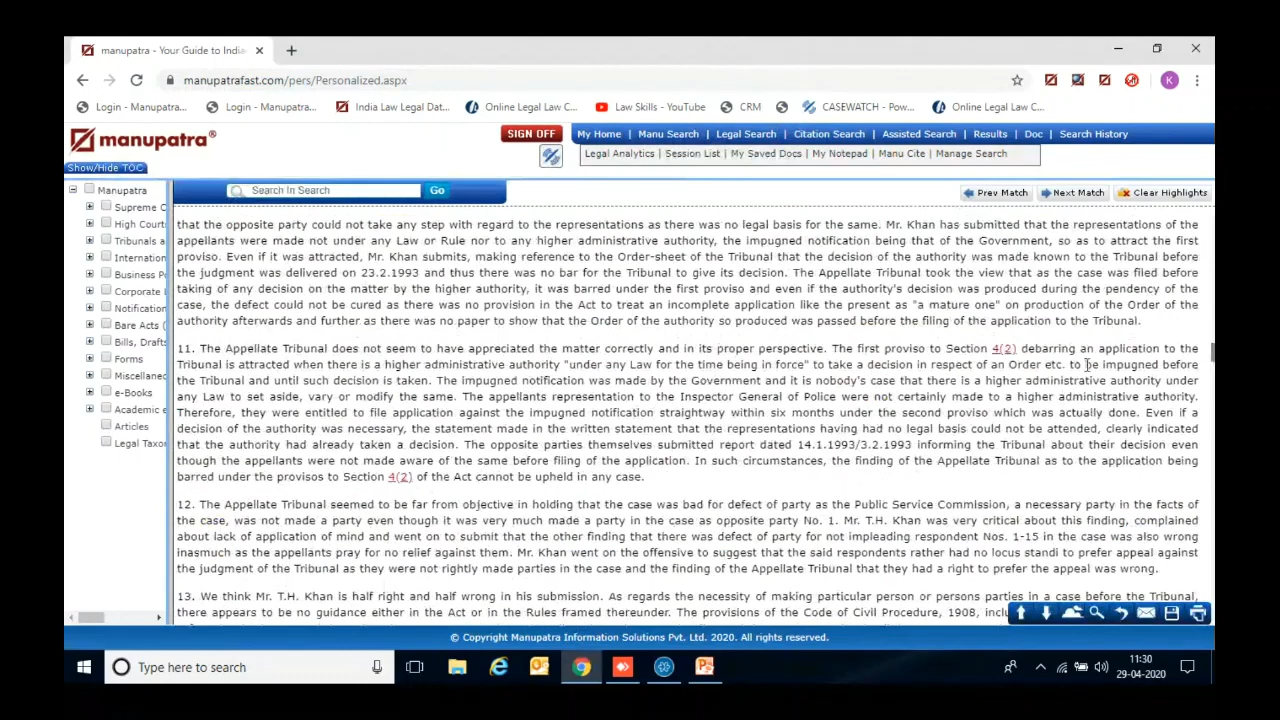 manupatra - Your Guide to India
manupatrafast.com/pers/Personalized.aspx
K
Login - Manupatra...
Login - Manupatra...
India Law Legal Dat...
Online Legal Law C...
Law Skills - YouTube
CRM
CASEWATCH - Pow...
Online Legal Law C...
manupatra®
SIGN OFF
My Home | Manu Search | Legal Search | Citation Search | Assisted Search | Results | Doc | Search History
Legal Analytics | Session List | My Saved Docs | My Notepad | Manu Cite | Manage Search
Show/Hide TOC
Search In Search
Go
Prev Match
Next Match
Clear Highlights
Manupatra
Supreme C
High Court
Tribunals a
Internation
Business Po
Corporate
Notification
Bare Acts (
Bills, Drafts
Forms
Miscellane
e-Books
Academic e
Articles
Legal Taxor
that the opposite party could not take any step with regard to the representations as there was no legal basis for the same. Mr. Khan has submitted that the representations of the
appellants were made not under any Law or Rule nor to any higher administrative authority, the impugned notification being that of the Government, so as to attract the first
proviso. Even if it was attracted, Mr. Khan submits, making reference to the Order-sheet of the Tribunal that the decision of the authority was made known to the Tribunal before
the judgment was delivered on 23.2.1993 and thus there was no bar for the Tribunal to give its decision. The Appellate Tribunal took the view that as the case was filed before
taking of any decision on the matter by the higher authority, it was barred under the first proviso and even if the authority's decision was produced during the pendency of the
case, the defect could not be cured as there was no provision in the Act to treat an incomplete application like the present as "a mature one" on production of the Order of the
authority afterwards and further as there was no paper to show that the Order of the authority so produced was passed before the filing of the application to the Tribunal.
11. The Appellate Tribunal does not seem to have appreciated the matter correctly and in its proper perspective. The first proviso to Section 4(2) debarring an application to the
Tribunal is attracted when there is a higher administrative authority "under any Law for the time being in force" to take a decision in respect of an Order etc. to be impugned before
the Tribunal and until such decision is taken. The impugned notification was made by the Government and it is nobody's case that there is a higher administrative authority under
any Law to set aside, vary or modify the same. The appellants representation to the Inspector General of Police were not certainly made to a higher administrative authority.
Therefore, they were entitled to file application against the impugned notification straightway within six months under the second proviso which was actually done. Even if a
decision of the authority was necessary, the statement made in the written statement that the representations having had no legal basis could not be attended, clearly indicated
that the authority had already taken a decision. The opposite parties themselves submitted report dated 14.1.1993/3.2.1993 informing the Tribunal about their decision even
though the appellants were not made aware of the same before filing of the application. In such circumstances, the finding of the Appellate Tribunal as to the application being
barred under the provisos to Section 4(2) of the Act cannot be upheld in any case.
12. The Appellate Tribunal seemed to be far from objective in holding that the case was bad for defect of party as the Public Service Commission, a necessary party in the facts of
the case, was not made a party even though it was very much made a party in the case as opposite party No. 1. Mr. T.H. Khan was very critical about this finding, complained
about lack of application of mind and went on to submit that the other finding that there was defect of party for not impleading respondent Nos. 1-15 in the case was also wrong
inasmuch as the appellants pray for no relief against them. Mr. Khan went on the offensive to suggest that the said respondents rather had no locus standi to prefer appeal against
the judgment of the Tribunal as they were not rightly made parties in the case and the finding of the Appellate Tribunal that they had a right to prefer the appeal was wrong.
13. We think Mr. T.H. Khan is half right and half wrong in his submission. As regards the necessity of making particular person or persons parties in a case before the Tribunal,
there appears to be no guidance either in the Act or in the Rules framed thereunder. The provisions of the Code of Civil Procedure, 1908, inclu
© Copyright Manupatra Information Solutions Pvt. Ltd. 2020. All rights reserved.
Type here to search
11:30
29-04-2020